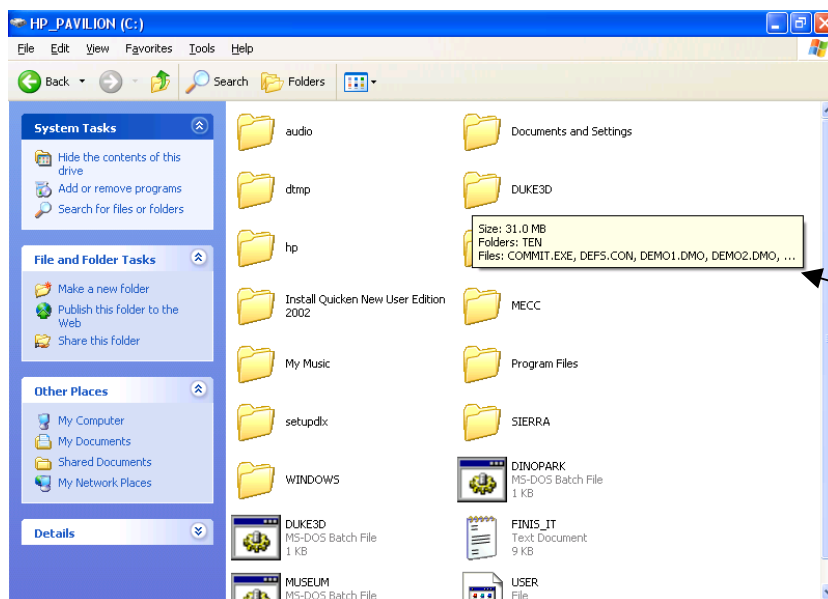 HP_PAVILION (C:)
File Edit View Favorites Tools Help
Back Search Folders
System Tasks
Hide the contents of this
drive
Add or remove programs
Search for files or folders
File and Folder Tasks
Make a new folder
Publish this folder to the
Web
Share this folder
Other Places
My Computer
My Documents
Shared Documents
My Network Places
Details
audio
Documents and Settings
dtmp
DUKE3D
Size: 31.0 MB
Folders: TEN
Files: COMMIT.EXE, DEFS.CON, DEMO1.DMO, DEMO2.DMO, ...
hp
Install Quicken New User Edition
2002
MECC
My Music
Program Files
setupdlx
SIERRA
WINDOWS
DINOPARK
MS-DOS Batch File
1 KB
DUKE3D
MS-DOS Batch File
1 KB
FINIS_IT
Text Document
9 KB
MUSEUM
MS-DOS Batch File
USER
File